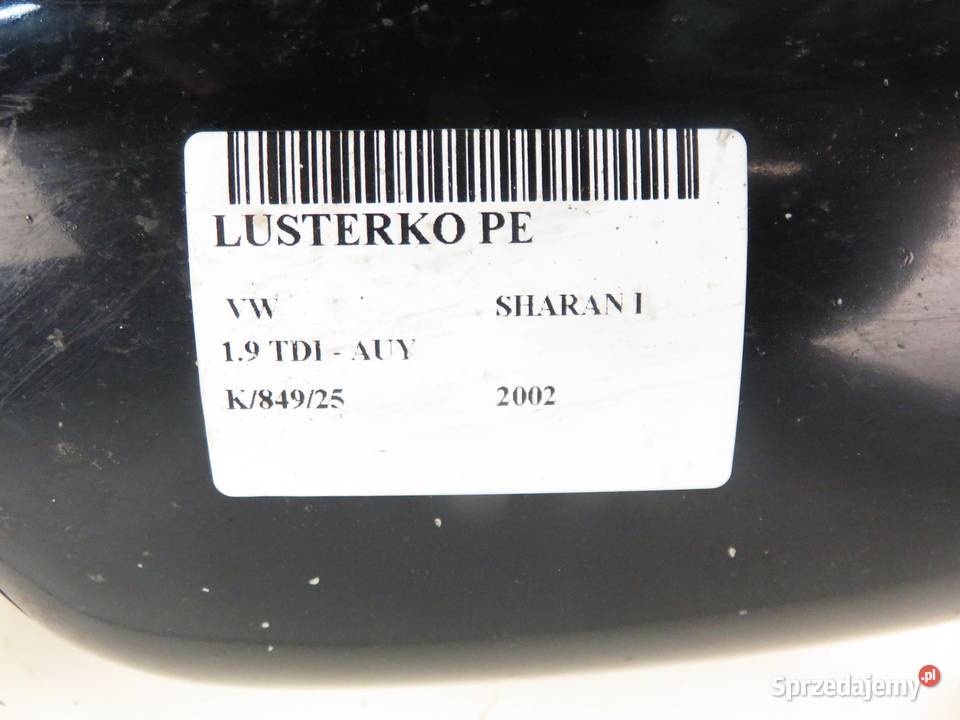 LUSTERKO PE
VW SHARAN I
1.9 TDI - AUY
K/849/25 2002
Sprzedajemy.pl